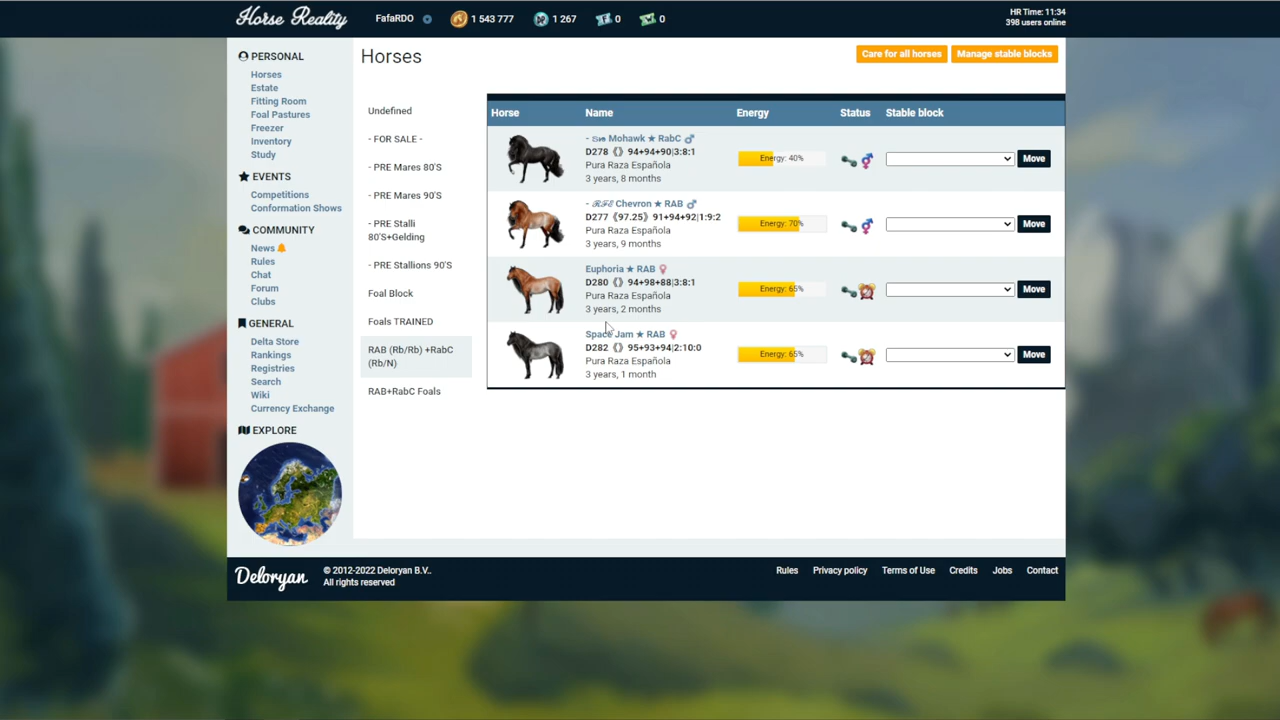 Horse Reality
FafaRDO
1 543 777
1 267
0
0
HR Time: 11:34
398 users online
PERSONAL
Horses
Estate
Fitting Room
Foal Pastures
Freezer
Inventory
Study
EVENTS
Competitions
Conformation Shows
COMMUNITY
News
Rules
Chat
Forum
Clubs
GENERAL
Delta Store
Rankings
Registries
Search
Wiki
Currency Exchange
EXPLORE
Horses
Care for all horses
Manage stable blocks
Undefined
- FOR SALE -
- PRE Mares 80'S
- PRE Mares 90'S
- PRE Stalli
80'S+Gelding
- PRE Stallions 90'S
Foal Block
Foals TRAINED
RAB (Rb/Rb) +RabC
(Rb/N)
RAB+RabC Foals
Horse Name Energy Status Stable block
- Mohawk ★ RabC ♂
D278 ⟪⟫ 94+94+90|3:8:1
Pura Raza Española
3 years, 8 months
Energy: 40%
Move
- ℛℱℰ Chevron ★ RAB ♂
D277 ⟪97.25⟫ 91+94+92|1:9:2
Pura Raza Española
3 years, 9 months
Energy: 70%
Move
Euphoria ★ RAB ♀
D280 ⟪⟫ 94+98+88|3:8:1
Pura Raza Española
3 years, 2 months
Energy: 65%
Move
Space Jam ★ RAB ♀
D282 ⟪⟫ 95+93+94|2:10:0
Pura Raza Española
3 years, 1 month
Energy: 65%
Move
Deloryan
© 2012-2022 Deloryan B.V..
All rights reserved
Rules Privacy policy Terms of Use Credits Jobs Contact